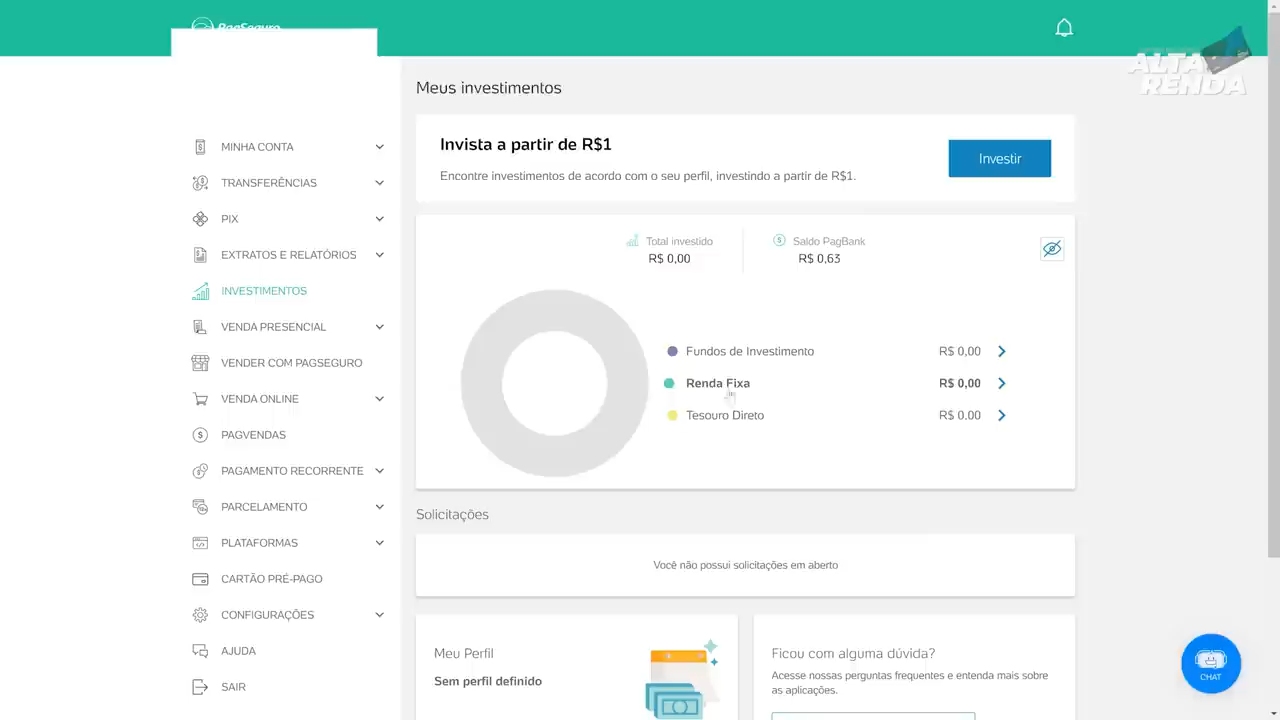 PagSeguro
ALTA
RENDA
Meus investimentos
Invista a partir de R$1
Encontre investimentos de acordo com o seu perfil, investindo a partir de R$1.
Investir
MINHA CONTA
TRANSFERÊNCIAS
PIX
EXTRATOS E RELATÓRIOS
INVESTIMENTOS
VENDA PRESENCIAL
VENDER COM PAGSEGURO
VENDA ONLINE
PAGVENDAS
PAGAMENTO RECORRENTE
PARCELAMENTO
PLATAFORMAS
CARTÃO PRÉ-PAGO
CONFIGURAÇÕES
AJUDA
SAIR
Total investido
R$ 0,00
Saldo PagBank
R$ 0,63
Fundos de Investimento R$ 0,00
Renda Fixa R$ 0,00
Tesouro Direto R$ 0,00
Solicitações
Você não possui solicitações em aberto
Meu Perfil
Sem perfil definido
Ficou com alguma dúvida?
Acesse nossas perguntas frequentes e entenda mais sobre
as aplicações.
CHAT